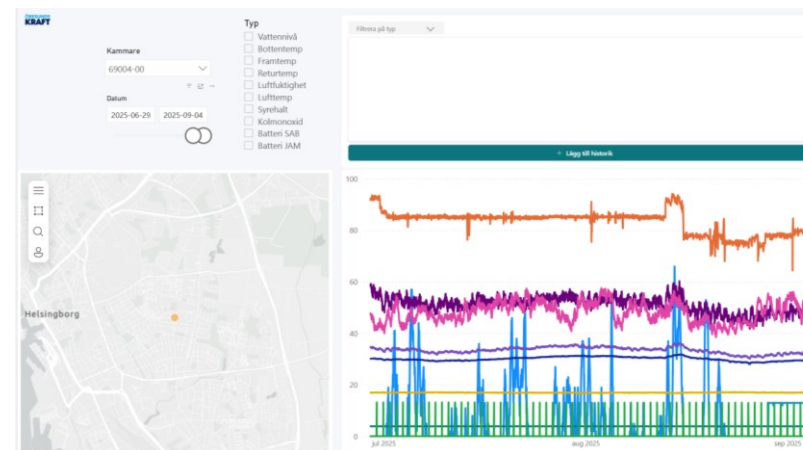 ÖRESUNDS
KRAFT
Kammare
69004-00
Datum
2025-06-29 2025-09-04
Typ
Vattennivå
Bottentemp
Framtemp
Returtemp
Luftfuktighet
Lufttemp
Syrehalt
Kolmonoxid
Batteri SAB
Batteri JAM
Filtrera på typ
+ Lägg till historik
Helsingborg
100
80
60
40
20
0
jul 2025 aug 2025 sep 2025